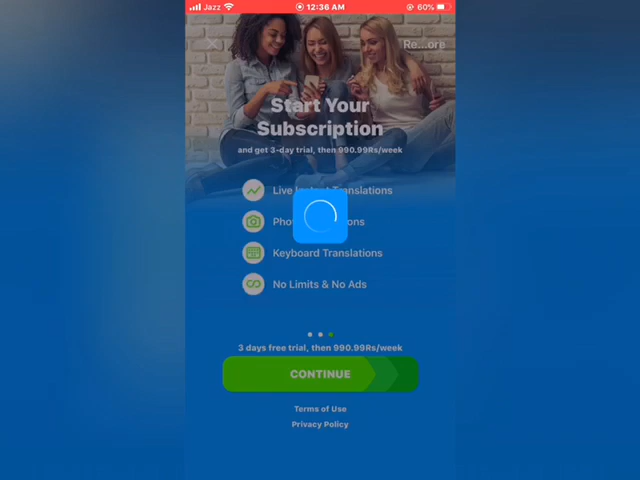 Jazz 12:36 AM 60%
Re...ore
Start Your
Subscription
and get 3-day trial, then 990.99Rs/week
Live Translations
Keyboard Translations
No Limits & No Ads
3 days free trial, then 990.99Rs/week
CONTINUE
Terms of Use
Privacy Policy